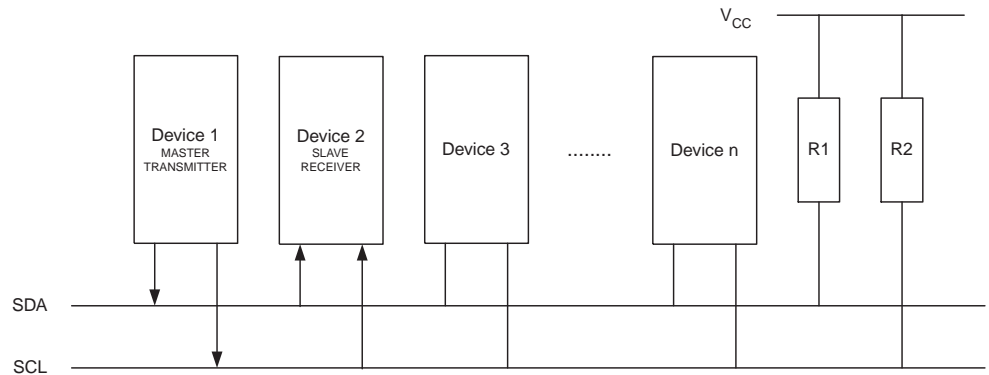 VCC
Device 1
MASTER
TRANSMITTER
Device 2
SLAVE
RECEIVER
Device 3
........
Device n
R1
R2
SDA
SCL